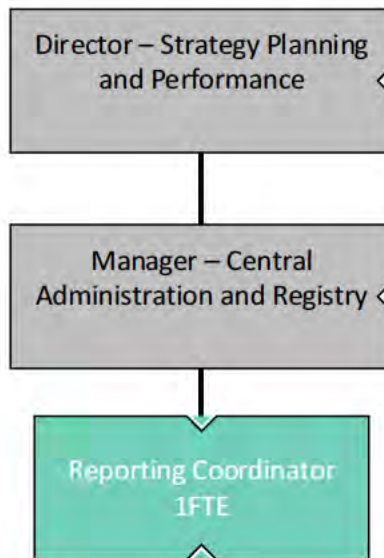 Director – Strategy Planning
and Performance
Manager – Central
Administration and Registry
Reporting Coordinator
1FTE